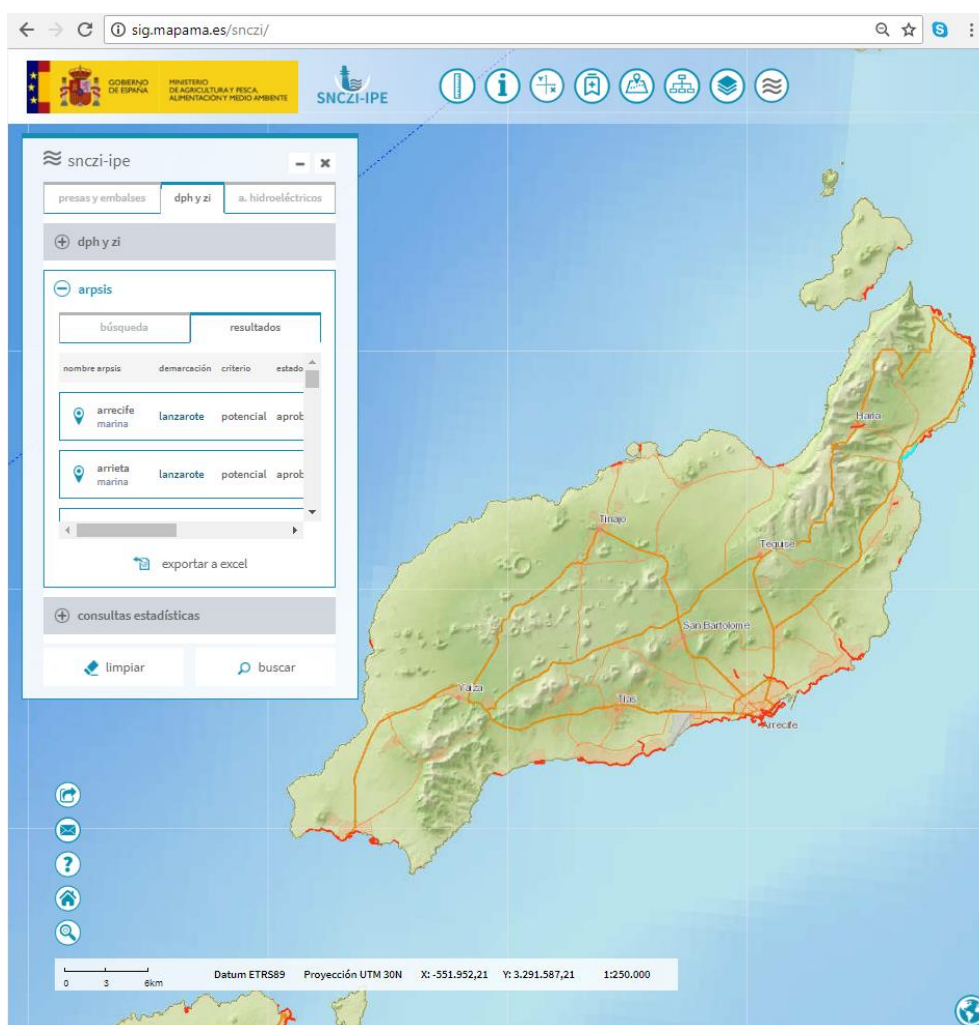 sig.mapama.es/snczi/
GOBIERNO
DE ESPAÑA
MINISTERIO
DE AGRICULTURA Y PESCA,
ALIMENTACIÓN Y MEDIO AMBIENTE
SNCZI-IPE
snczi-ipe
presas y embalses
dph y zi
a. hidroeléctricos
dph y zi
arpsis
búsqueda
resultados
nombre arpsis demarcación criterio estado
arrecife
marina
lanzarote potencial aprob
arrieta
marina
lanzarote potencial aprob
exportar a excel
consultas estadísticas
limpiar
buscar
Haría
Tinajo
Teguise
San Bartolomé
Yaiza
Tías
Arrecife
0 3 6km
Datum ETRS89 Proyección UTM 30N X: -551.952,21 Y: 3.291.587,21 1:250.000